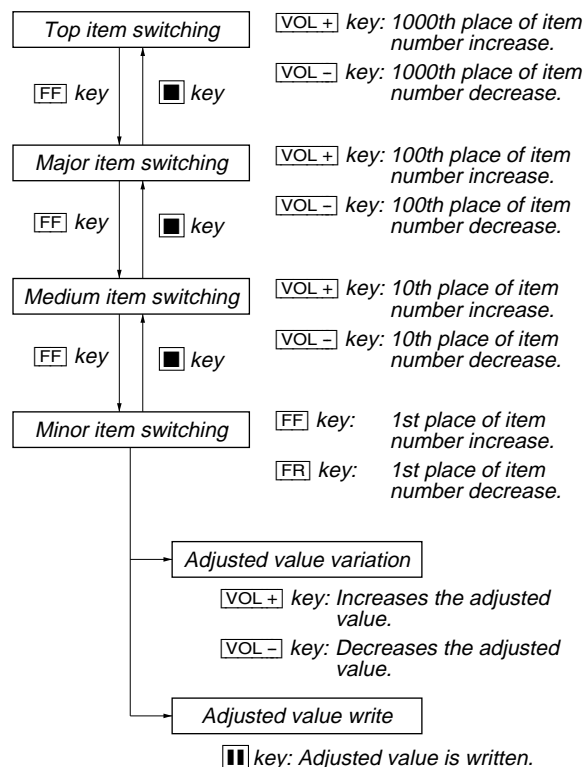 Top item switching
VOL + key: 1000th place of item
number increase.
VOL – key: 1000th place of item
number decrease.
FF key
■ key
Major item switching
VOL + key: 100th place of item
number increase.
VOL – key: 100th place of item
number decrease.
FF key
■ key
Medium item switching
VOL + key: 10th place of item
number increase.
VOL – key: 10th place of item
number decrease.
FF key
■ key
Minor item switching
FF key: 1st place of item
number increase.
FR key: 1st place of item
number decrease.
Adjusted value variation
VOL + key: Increases the adjusted
value.
VOL – key: Decreases the adjusted
value.
Adjusted value write
❚❚ key: Adjusted value is written.